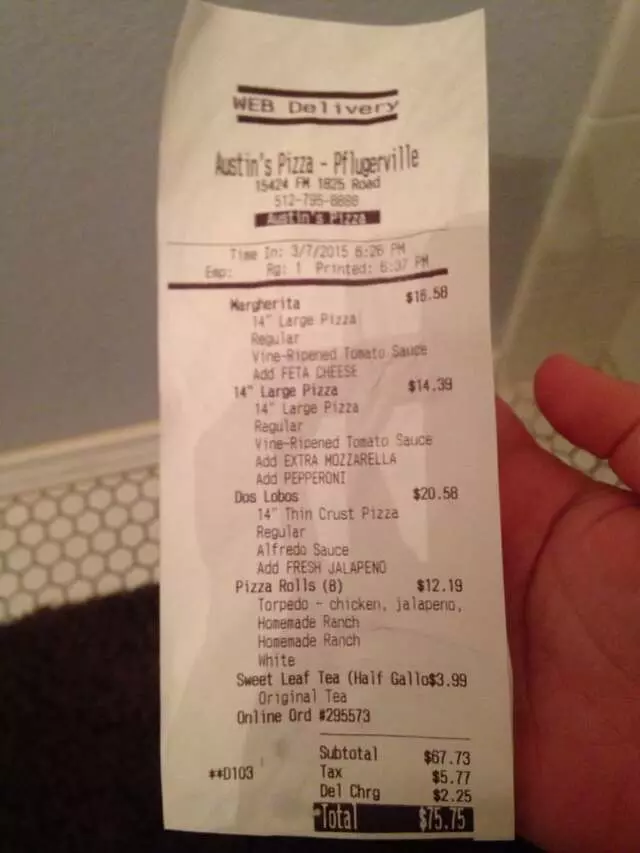 WEB Delivery
Austin's Pizza - Pflugerville
15424 FM 1825 Road
512-795-8888
Austin's Pizza
Time In: 3/7/2015 6:26 PM
Emp: Rg: 1 Printed: 6:37 PM
Margherita $16.58
14" Large Pizza
Regular
Vine-Ripened Tomato Sauce
Add FETA CHEESE
14" Large Pizza $14.39
14" Large Pizza
Regular
Vine-Ripened Tomato Sauce
Add EXTRA MOZZARELLA
Add PEPPERONI
Dos Lobos $20.58
14" Thin Crust Pizza
Regular
Alfredo Sauce
Add FRESH JALAPENO
Pizza Rolls (8) $12.19
Torpedo - chicken, jalapeno,
Homemade Ranch
Homemade Ranch
White
Sweet Leaf Tea (Half Gallo$3.99
Original Tea
Online Ord #295573
Subtotal $67.73
**D103 Tax $5.77
Del Chrg $2.25
Total $75.75